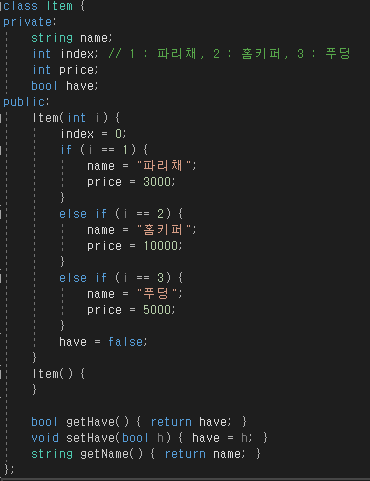 class Item {
private:
    string name;
    int index; // 1 : 파리채, 2 : 홈키퍼, 3 : 푸덩
    int price;
    bool have;
public:
    Item(int i) {
        index = 0;
        if (i == 1) {
            name = "파리채";
            price = 3000;
        }
        else if (i == 2) {
            name = "홈키퍼";
            price = 10000;
        }
        else if (i == 3) {
            name = "푸덩";
            price = 5000;
        }
        have = false;
    }
    Item() {
    }

    bool getHave() { return have; }
    void setHave(bool h) { have = h; }
    string getName() { return name; }
};